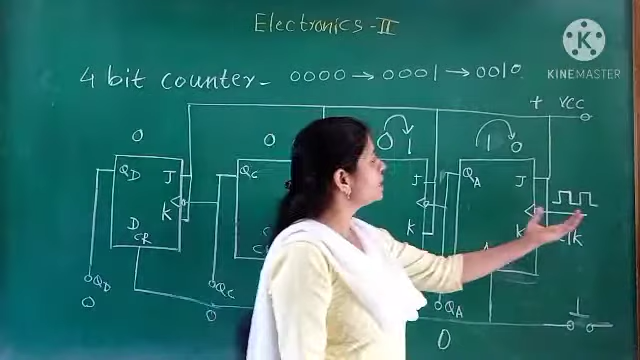 Electronics-II
KINEMASTER
4 bit counter- 0000 → 0001 → 0010
+ VCC
0 0 0 1 1 0
QD J QC J QA J
K K K
D
CR
clk
QD QC QA
0 0 0